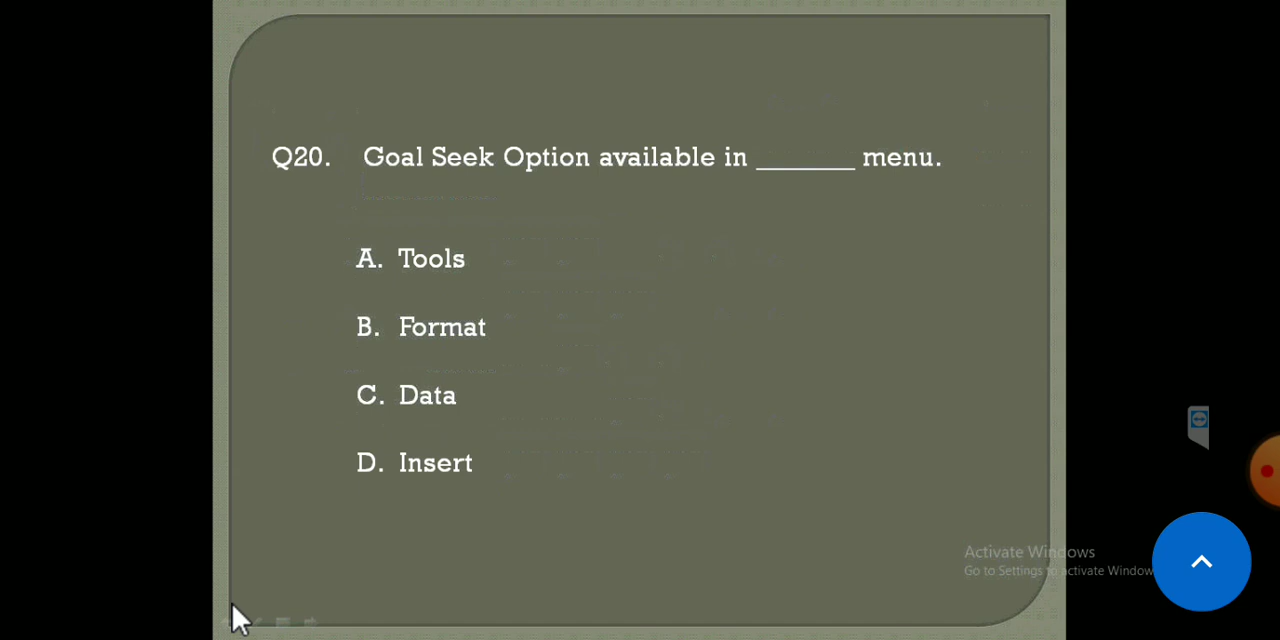 Q20. Goal Seek Option available in _______ menu.
A. Tools
B. Format
C. Data
D. Insert
Activate Windows
Go to Settings to activate Window